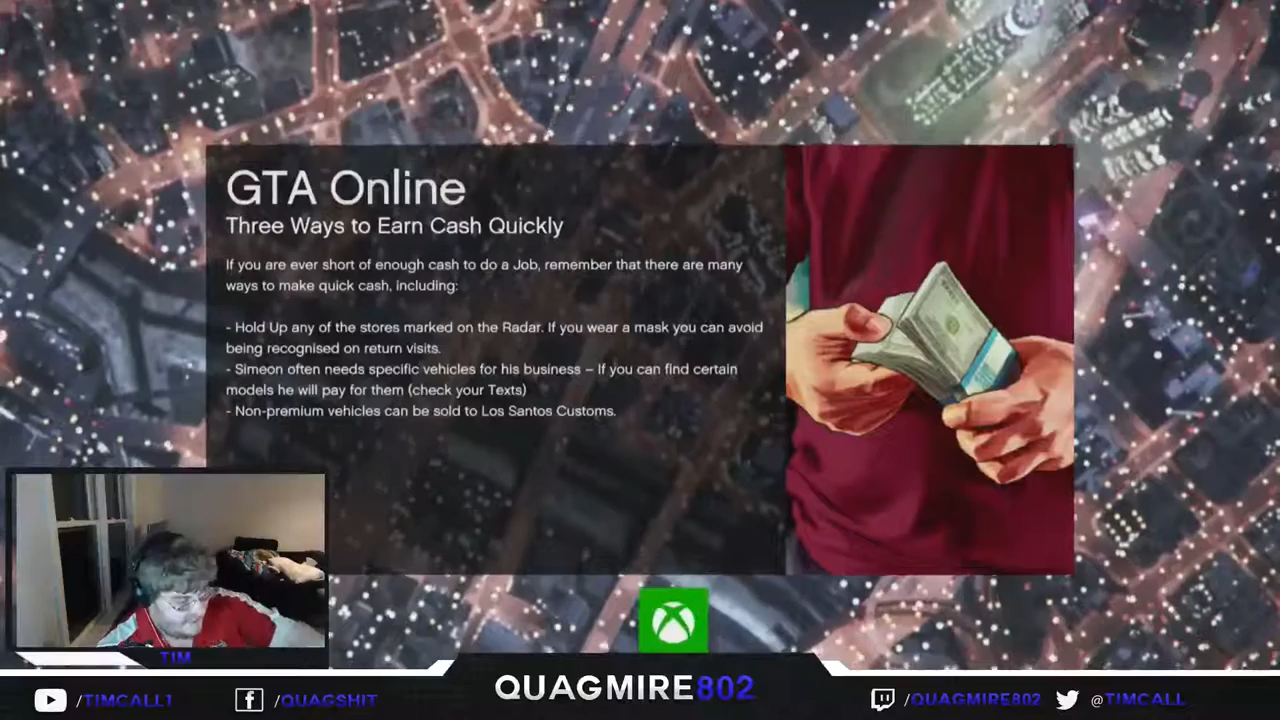 GTA Online
Three Ways to Earn Cash Quickly
If you are ever short of enough cash to do a Job, remember that there are many
ways to make quick cash, including:
- Hold Up any of the stores marked on the Radar. If you wear a mask you can avoid
being recognised on return visits.
- Simeon often needs specific vehicles for his business – If you can find certain
models he will pay for them (check your Texts)
- Non-premium vehicles can be sold to Los Santos Customs.
TIM
/TIMCALL1
/QUAGSHIT
QUAGMIRE802
/QUAGMIRE802
@TIMCALL